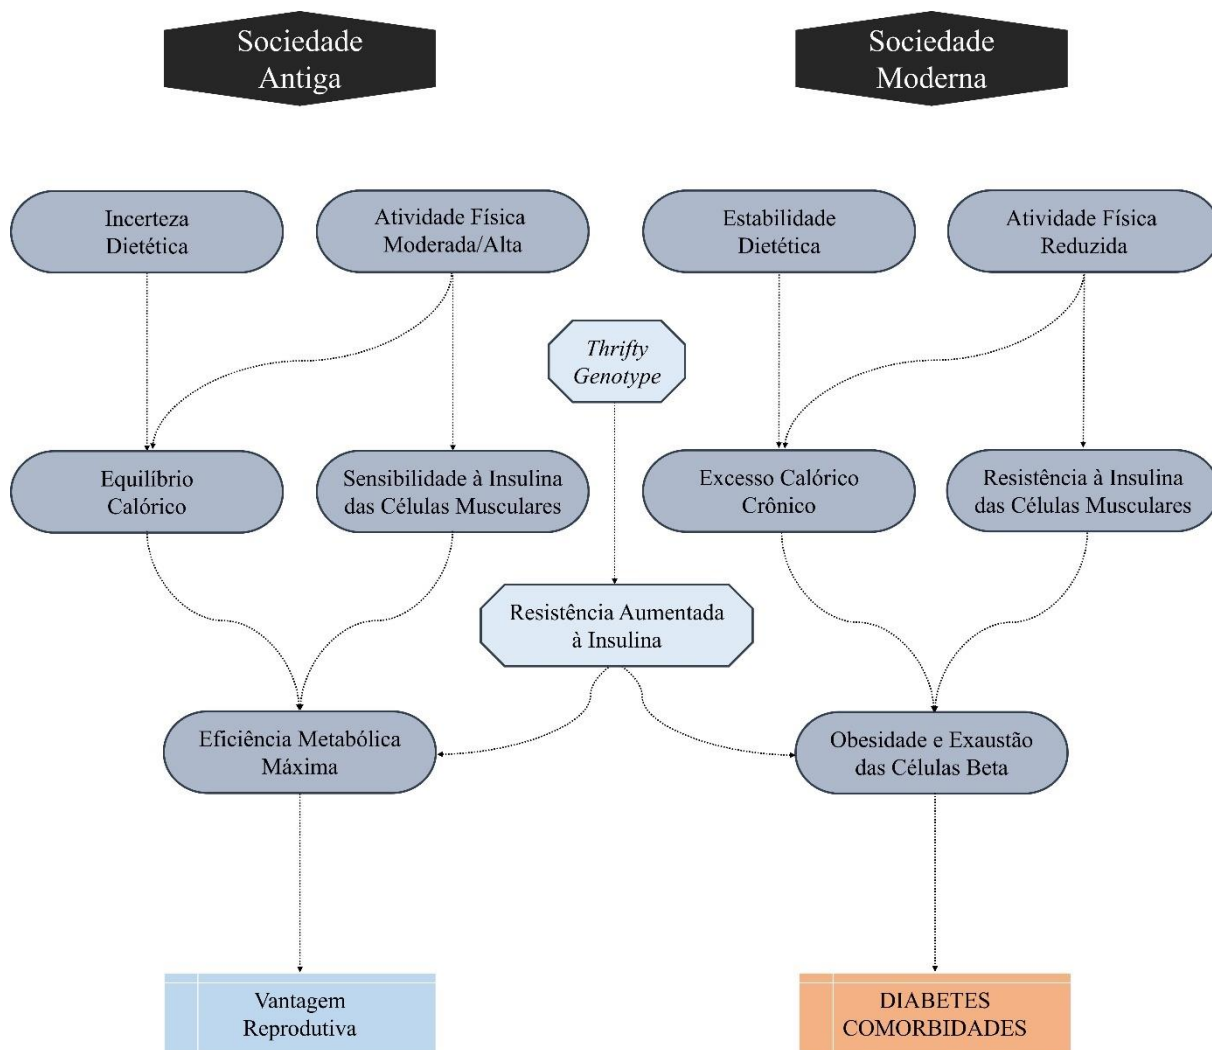 Sociedade
Antiga
Sociedade
Moderna
Incerteza
Dietética
Atividade Física
Moderada/Alta
Estabilidade
Dietética
Atividade Física
Reduzida
Thrifty
Genotype
Equilíbrio
Calórico
Sensibilidade à Insulina
das Células Musculares
Excesso Calórico
Crônico
Resistência à Insulina
das Células Musculares
Resistência Aumentada
à Insulina
Eficiência Metabólica
Máxima
Obesidade e Exaustão
das Células Beta
Vantagem
Reprodutiva
DIABETES
COMORBIDADES